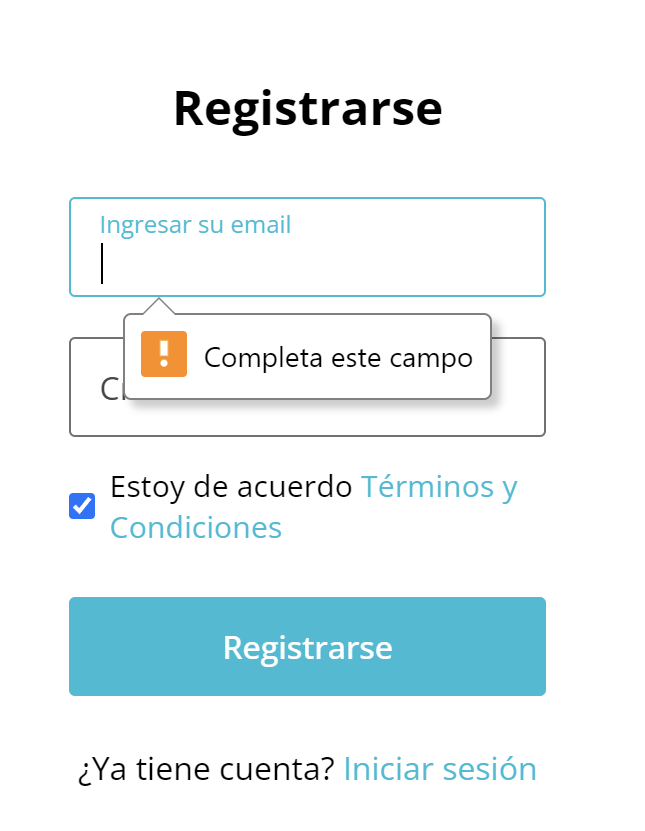 Registrarse
Ingresar su email
Completa este campo
Estoy de acuerdo Términos y
Condiciones
Registrarse
¿Ya tiene cuenta? Iniciar sesión